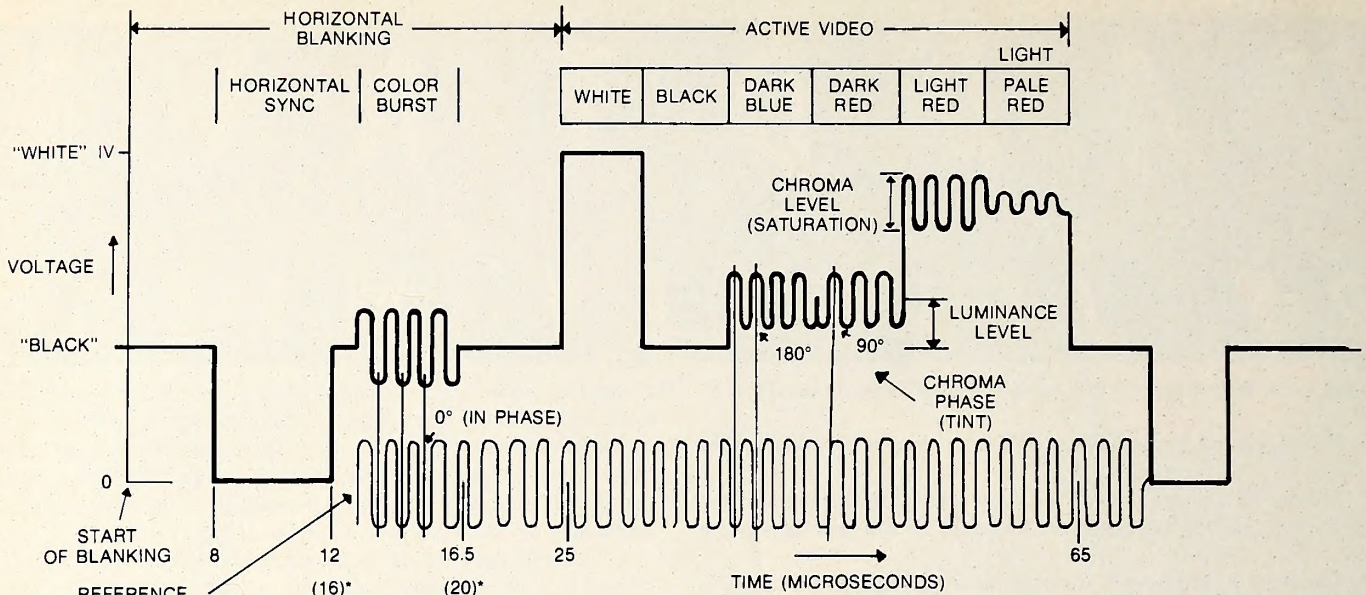 HORIZONTAL
BLANKING
ACTIVE VIDEO
LIGHT
HORIZONTAL
SYNC
COLOR
BURST
WHITE
BLACK
DARK
BLUE
DARK
RED
LIGHT
RED
PALE
RED
"WHITE" IV
CHROMA
LEVEL
(SATURATION)
VOLTAGE
LUMINANCE
LEVEL
"BLACK"
180°
90°
CHROMA
PHASE
(TINT)
0° (IN PHASE)
0
START
OF BLANKING
8
12
16.5
25
65
(16)*
(20)*
TIME (MICROSECONDS)
REFERENCE